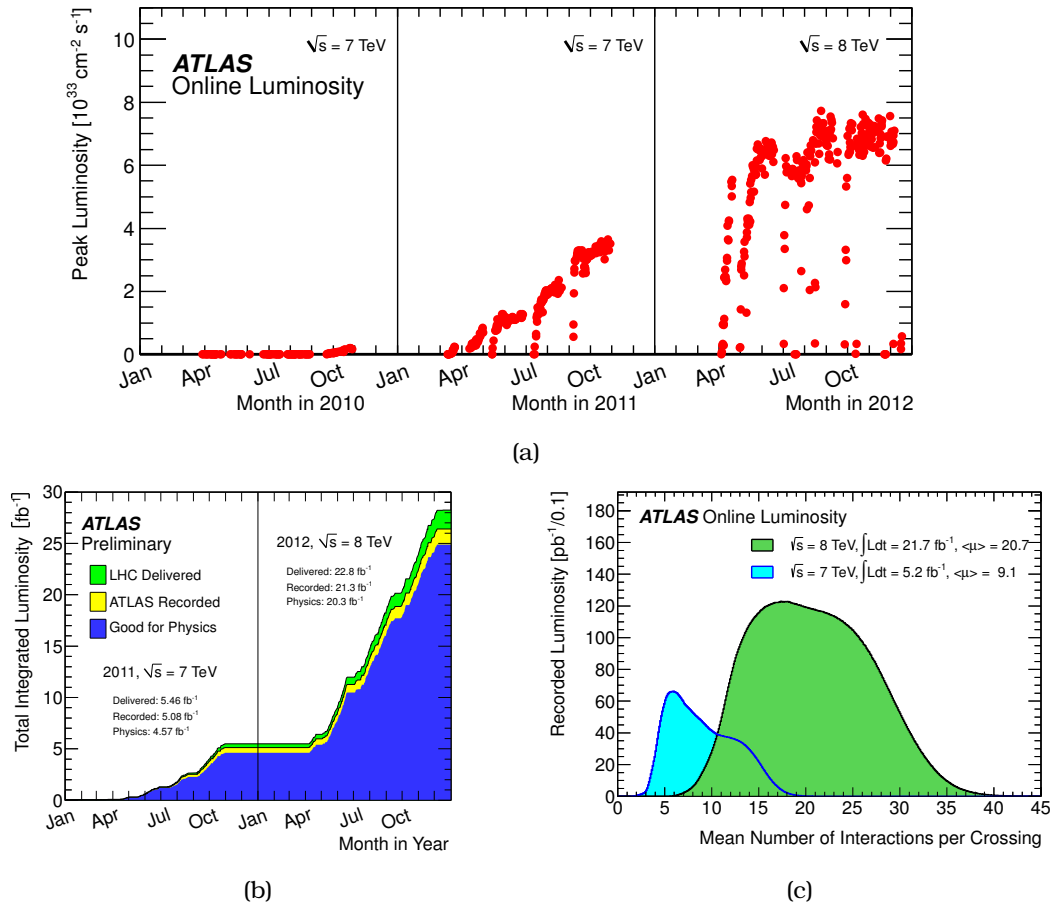 Peak Luminosity [10³³ cm⁻² s⁻¹]
10
8
6
4
2
0
ATLAS
Online Luminosity
√s = 7 TeV
√s = 7 TeV
√s = 8 TeV
Jan Apr Jul Oct Jan Apr Jul Oct Jan Apr Jul Oct
Month in 2010 Month in 2011 Month in 2012
(a)
Total Integrated Luminosity [fb⁻¹]
30
25
20
15
10
5
0
ATLAS
Preliminary
LHC Delivered
ATLAS Recorded
Good for Physics
2012, √s = 8 TeV
Delivered: 22.8 fb⁻¹
Recorded: 21.3 fb⁻¹
Physics: 20.3 fb⁻¹
2011, √s = 7 TeV
Delivered: 5.46 fb⁻¹
Recorded: 5.08 fb⁻¹
Physics: 4.57 fb⁻¹
Jan Apr Jul Oct Jan Apr Jul Oct
Month in Year
(b)
Recorded Luminosity [pb⁻¹/0.1]
180
160
140
120
100
80
60
40
20
0
ATLAS Online Luminosity
√s = 8 TeV, ∫Ldt = 21.7 fb⁻¹, <μ> = 20.7
√s = 7 TeV, ∫Ldt = 5.2 fb⁻¹, <μ> = 9.1
0 5 10 15 20 25 30 35 40 45
Mean Number of Interactions per Crossing
(c)